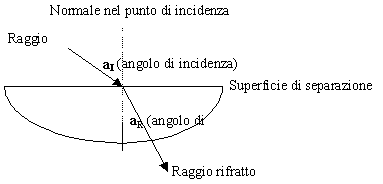 Normale nel punto di incidenza
Raggio
aI (angolo di incidenza)
Superficie di separazione
aR (angolo di
Raggio rifratto